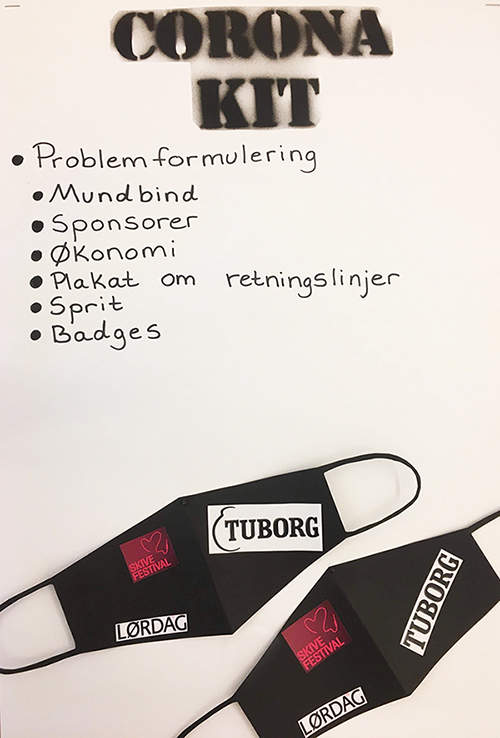 CORONA
KIT
• Problemformulering
• Mundbind
• Sponsorer
• Økonomi
• Plakat om retningslinjer
• Sprit
• Badges
TUBORG
SKIVE
FESTIVAL
LØRDAG
TUBORG
SKIVE
FESTIVAL
LØRDAG